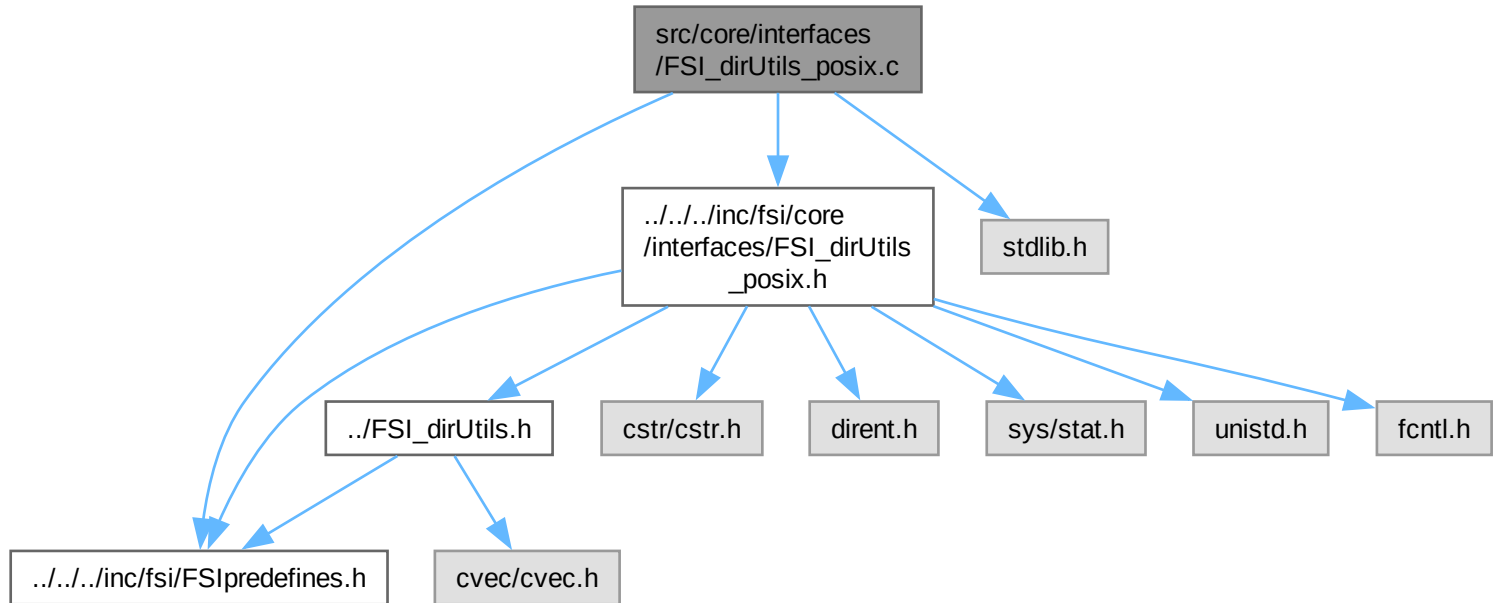 src/core/interfaces
/FSI_dirUtils_posix.c
../../../inc/fsi/core
/interfaces/FSI_dirUtils
_posix.h
stdlib.h
../FSI_dirUtils.h
cstr/cstr.h
dirent.h
sys/stat.h
unistd.h
fcntl.h
../../../inc/fsi/FSIpredefines.h
cvec/cvec.h